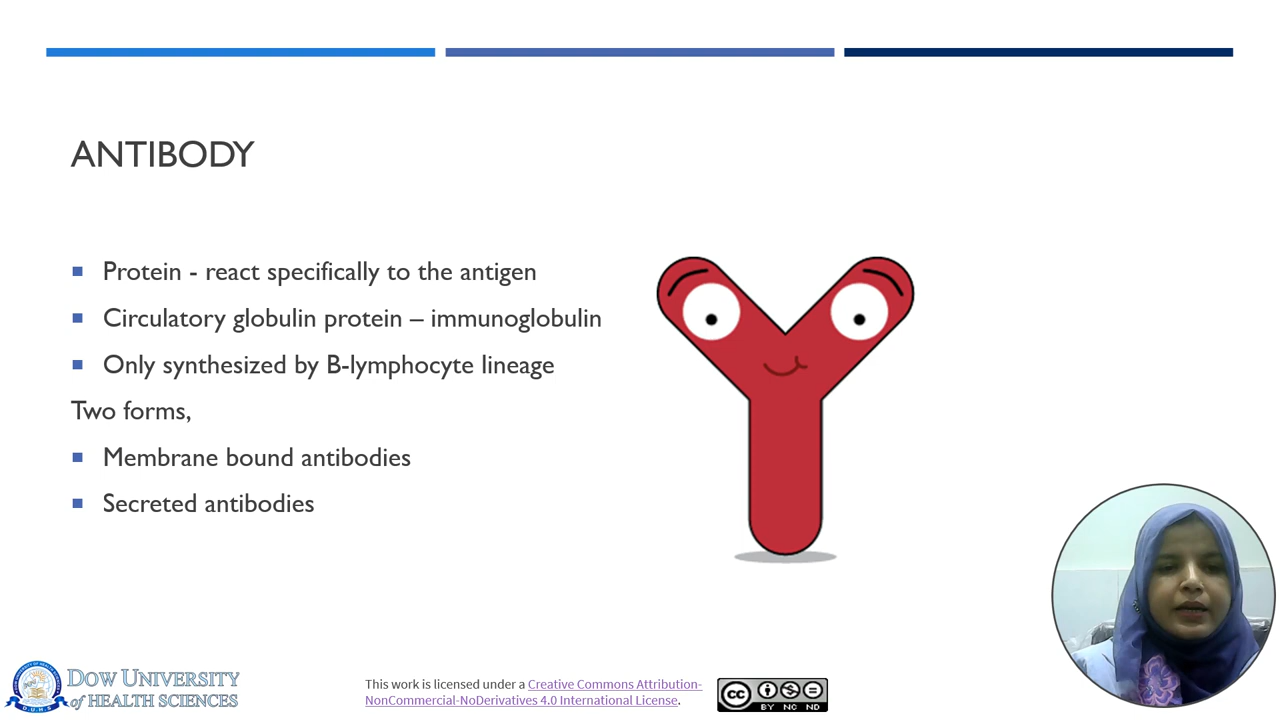 ANTIBODY
Protein - react specifically to the antigen
Circulatory globulin protein – immunoglobulin
Only synthesized by B-lymphocyte lineage
Two forms,
Membrane bound antibodies
Secreted antibodies
DOW UNIVERSITY
of HEALTH SCIENCES
This work is licensed under a Creative Commons Attribution-
NonCommercial-NoDerivatives 4.0 International License.
cc
BY NC ND